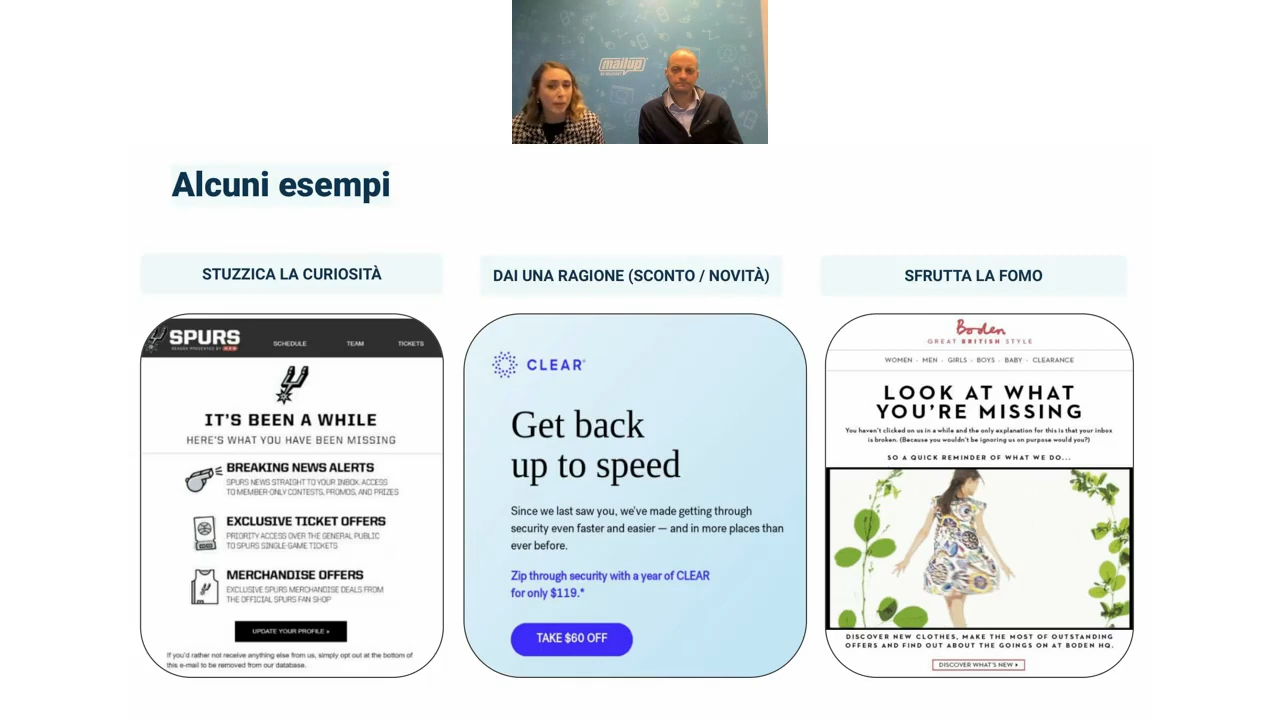 mailup
Alcuni esempi
STUZZICA LA CURIOSITÀ
DAI UNA RAGIONE (SCONTO / NOVITÀ)
SFRUTTA LA FOMO
SPURS
SCHEDULE
TEAM
TICKETS
IT'S BEEN A WHILE
HERE'S WHAT YOU HAVE BEEN MISSING
BREAKING NEWS ALERTS
SPURS NEWS STRAIGHT TO YOUR INBOX. ACCESS
TO MEMBER-ONLY CONTESTS, PROMOS, AND PRIZES
EXCLUSIVE TICKET OFFERS
PRIORITY ACCESS OVER THE GENERAL PUBLIC
TO SPURS SINGLE-GAME TICKETS
MERCHANDISE OFFERS
EXCLUSIVE SPURS MERCHANDISE DEALS FROM
THE OFFICIAL SPURS FAN SHOP
UPDATE YOUR PROFILE »
If you'd rather not receive anything else from us, simply opt out at the bottom of
this e-mail to be removed from our database.
CLEAR
Get back
up to speed
Since we last saw you, we've made getting through
security even faster and easier — and in more places than
ever before.
Zip through security with a year of CLEAR
for only $119.*
TAKE $60 OFF
Boden
GREAT BRITISH STYLE
WOMEN - MEN - GIRLS - BOYS - BABY - CLEARANCE
LOOK AT WHAT
YOU'RE MISSING
You haven't clicked on us in a while and the only explanation for this is that your inbox
is broken. (Because you wouldn't be ignoring us on purpose would you?)
SO A QUICK REMINDER OF WHAT WE DO...
DISCOVER NEW CLOTHES, MAKE THE MOST OF OUTSTANDING
OFFERS AND FIND OUT ABOUT THE GOINGS ON AT BODEN HQ.
DISCOVER WHAT'S NEW